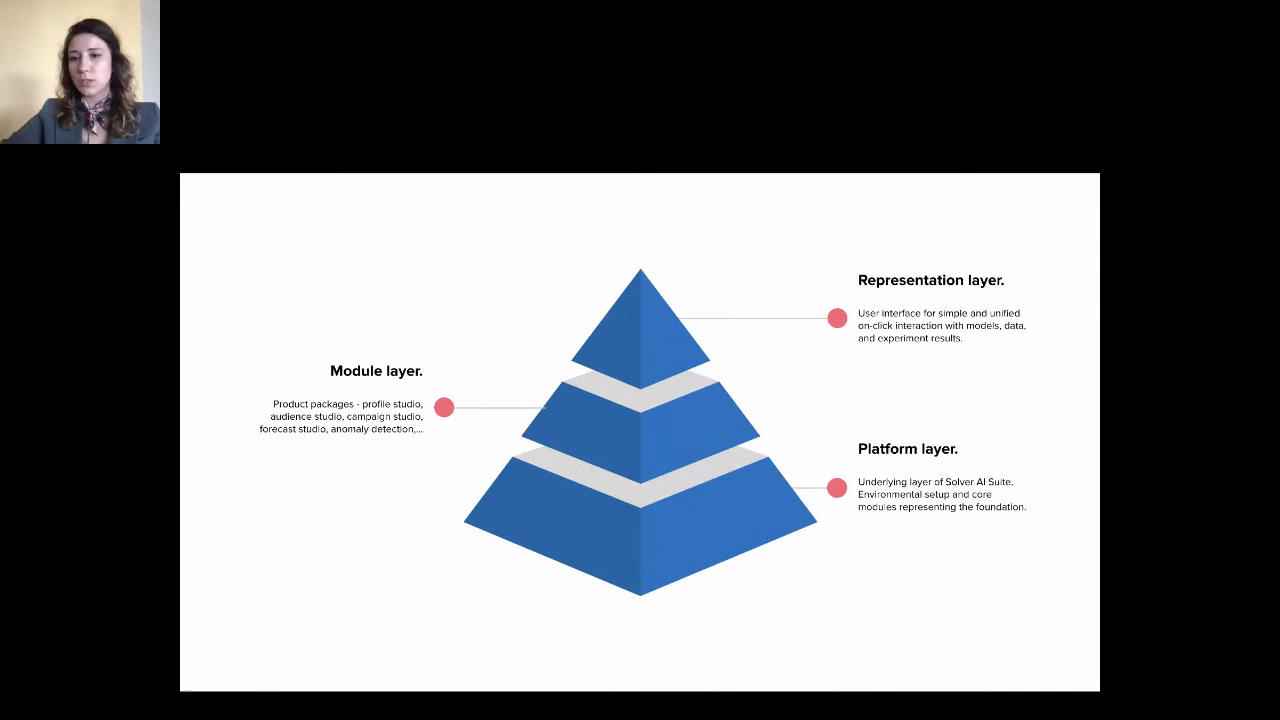 Representation layer.
User interface for simple and unified
on-click interaction with models, data,
and experiment results.
Module layer.
Product packages - profile studio,
audience studio, campaign studio,
forecast studio, anomaly detection,...
Platform layer.
Underlying layer of Solver AI Suite.
Environmental setup and core
modules representing the foundation.